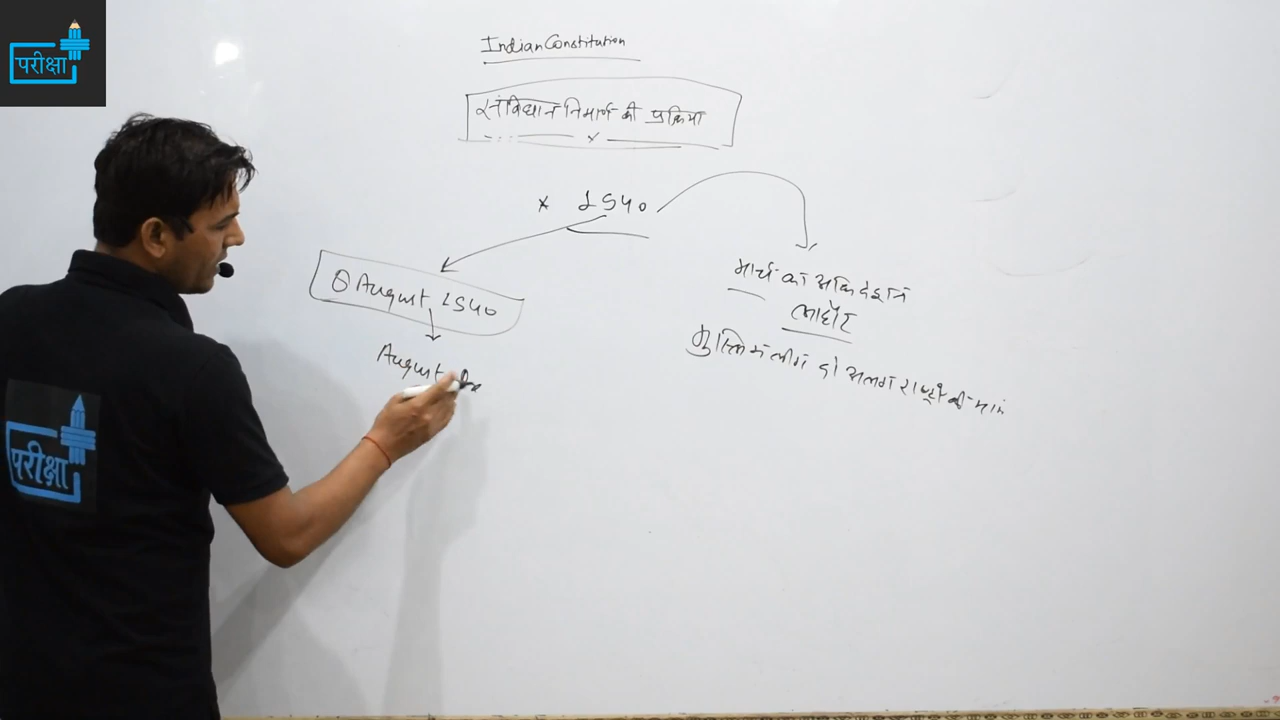 परीक्षा
Indian Constitution
संविधान निर्माण की प्रक्रिया
x 1940
8 August 1940
August
मार्च का अधिवेशन
लाहौर
मुस्लिम लीग को अलग राष्ट्र की मांग
परीक्षा